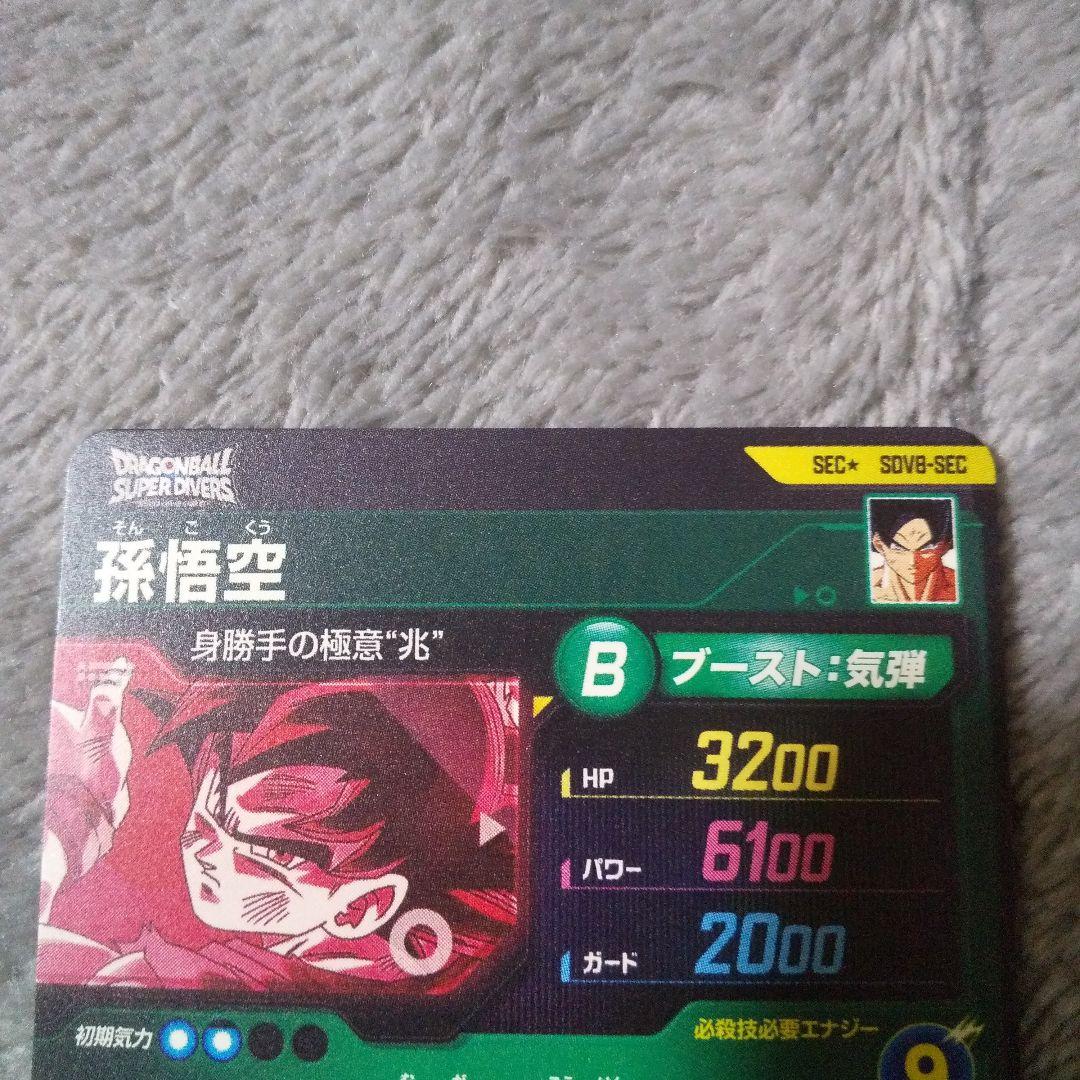 DRAGONBALL
SUPER DIVERS
SEC★ SDV8-SEC
そん ご くう
孫悟空
身勝手の極意“兆”
B ブースト:気弾
HP 3200
パワー 6100
ガード 2000
初期気力
必殺技必要エナジー
9